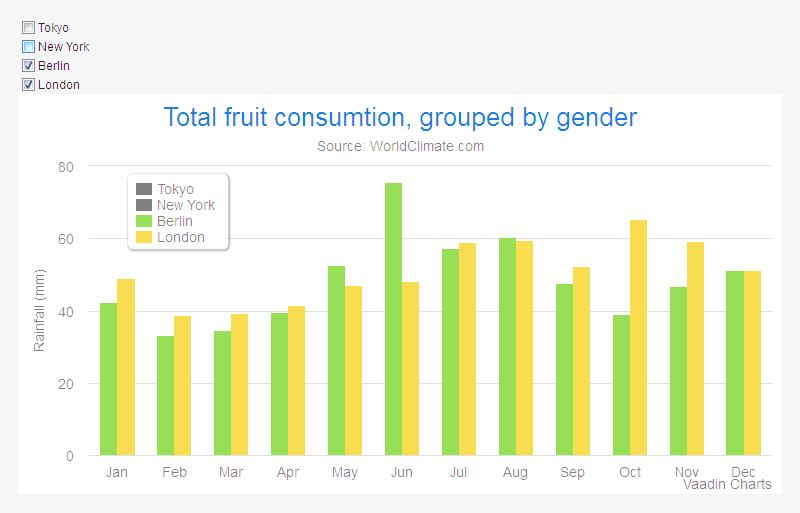 Tokyo
New York
Berlin
London
Total fruit consumtion, grouped by gender
Source: WorldClimate.com
Rainfall (mm)
80
60
40
20
0
Tokyo
New York
Berlin
London
Jan Feb Mar Apr May Jun Jul Aug Sep Oct Nov Dec
Vaadin Charts